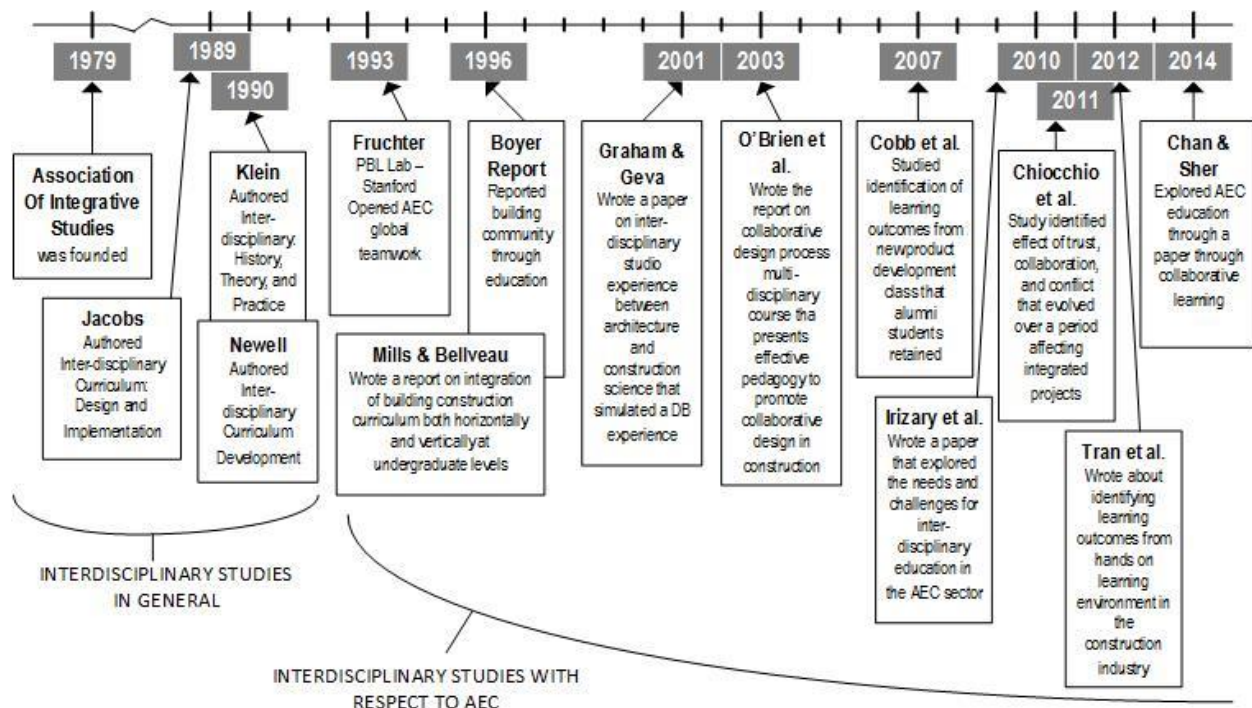 1979
1989
1990
1993
1996
2001
2003
2007
2010
2011
2012
2014
Association
Of Integrative
Studies
was founded
Jacobs
Authored
Inter-disciplinary
Curriculum:
Design and
Implementation
Klein
Authored
Inter-
disciplinary:
History,
Theory, and
Practice
Newell
Authored
Inter-
disciplinary
Curriculum
Development
Fruchter
PBL Lab –
Stanford
Opened AEC
global
teamwork
Mills & Bellveau
Wrote a report on integration
of building construction
curriculum both horizontally
and vertically at
undergraduate levels
Boyer
Report
Reported
building
community
through
education
Graham &
Geva
Wrote a paper
on inter-
disciplinary
studio
experience
between
architecture
and
construction
science that
simulated a DB
experience
O'Brien et
al.
Wrote the
report on
collaborative
design process
multi-
disciplinary
course tha
presents
effective
pedagogy to
promote
collaborative
design in
construction
Cobb et al.
Studied
identification of
learning
outcomes from
newproduct
development
class that
alumni
students
retained
Irizary et al.
Wrote a paper
that explored
the needs and
challenges for
inter-
disciplinary
education in
the AEC sector
Chiocchio
et al.
Study identified
effect of trust,
collaboration,
and conflict
that evolved
over a period
affecting
integrated
projects
Tran et al.
Wrote about
identifying
learning
outcomes from
hands on
learning
environment in
the
construction
industry
Chan &
Sher
Explored AEC
education
through a
paper through
collaborative
learning
INTERDISCIPLINARY STUDIES
IN GENERAL
INTERDISCIPLINARY STUDIES WITH
RESPECT TO AEC